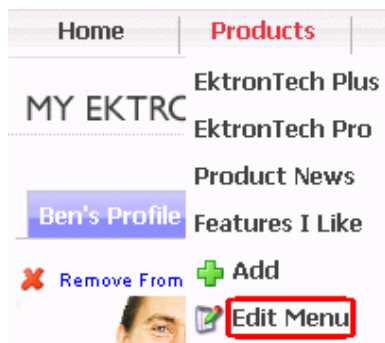 Home Products
EktronTech Plus
MY EKTRC
EktronTech Pro
Product News
Ben's Profile
Features I Like
Add
Remove From
Edit Menu